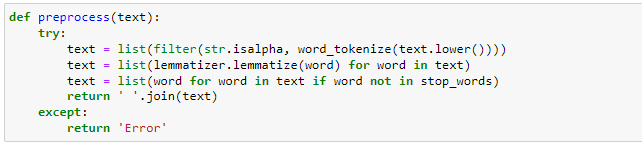 def preprocess(text):
    try:
        text = list(filter(str.isalpha, word_tokenize(text.lower())))
        text = list(lemmatizer.lemmatize(word) for word in text)
        text = list(word for word in text if word not in stop_words)
        return ' '.join(text)
    except:
        return 'Error'